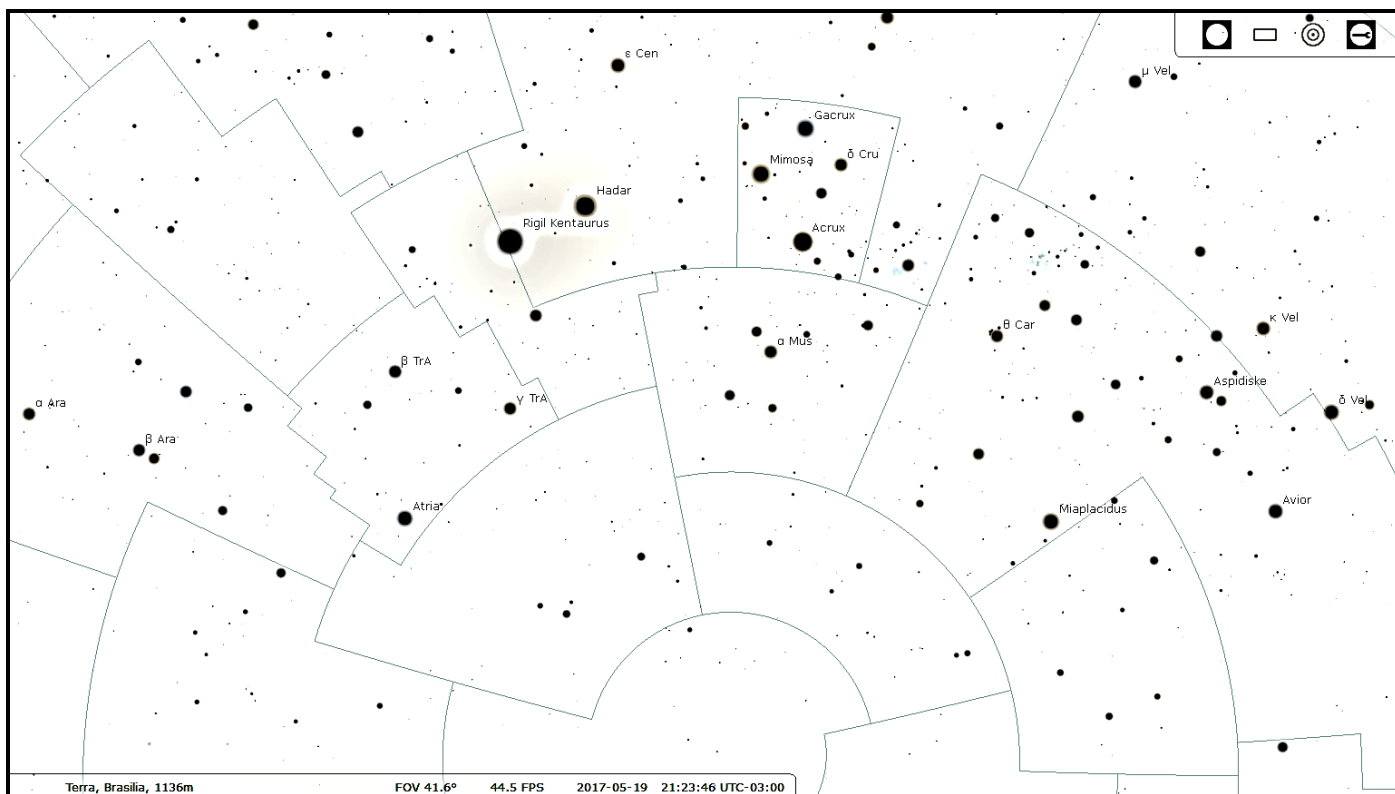 ε Cen
μ Vel
Gacrux
Mimosa
δ Cru
Hadar
Rigil Kentaurus
Acrux
θ Car
κ Vel
α Mus
β TrA
Aspidiske
γ TrA
δ Vel
α Ara
β Ara
Atria
Miaplacidus
Avior
Terra, Brasilia, 1136m FOV 41.6° 44.5 FPS 2017-05-19 21:23:46 UTC-03:00